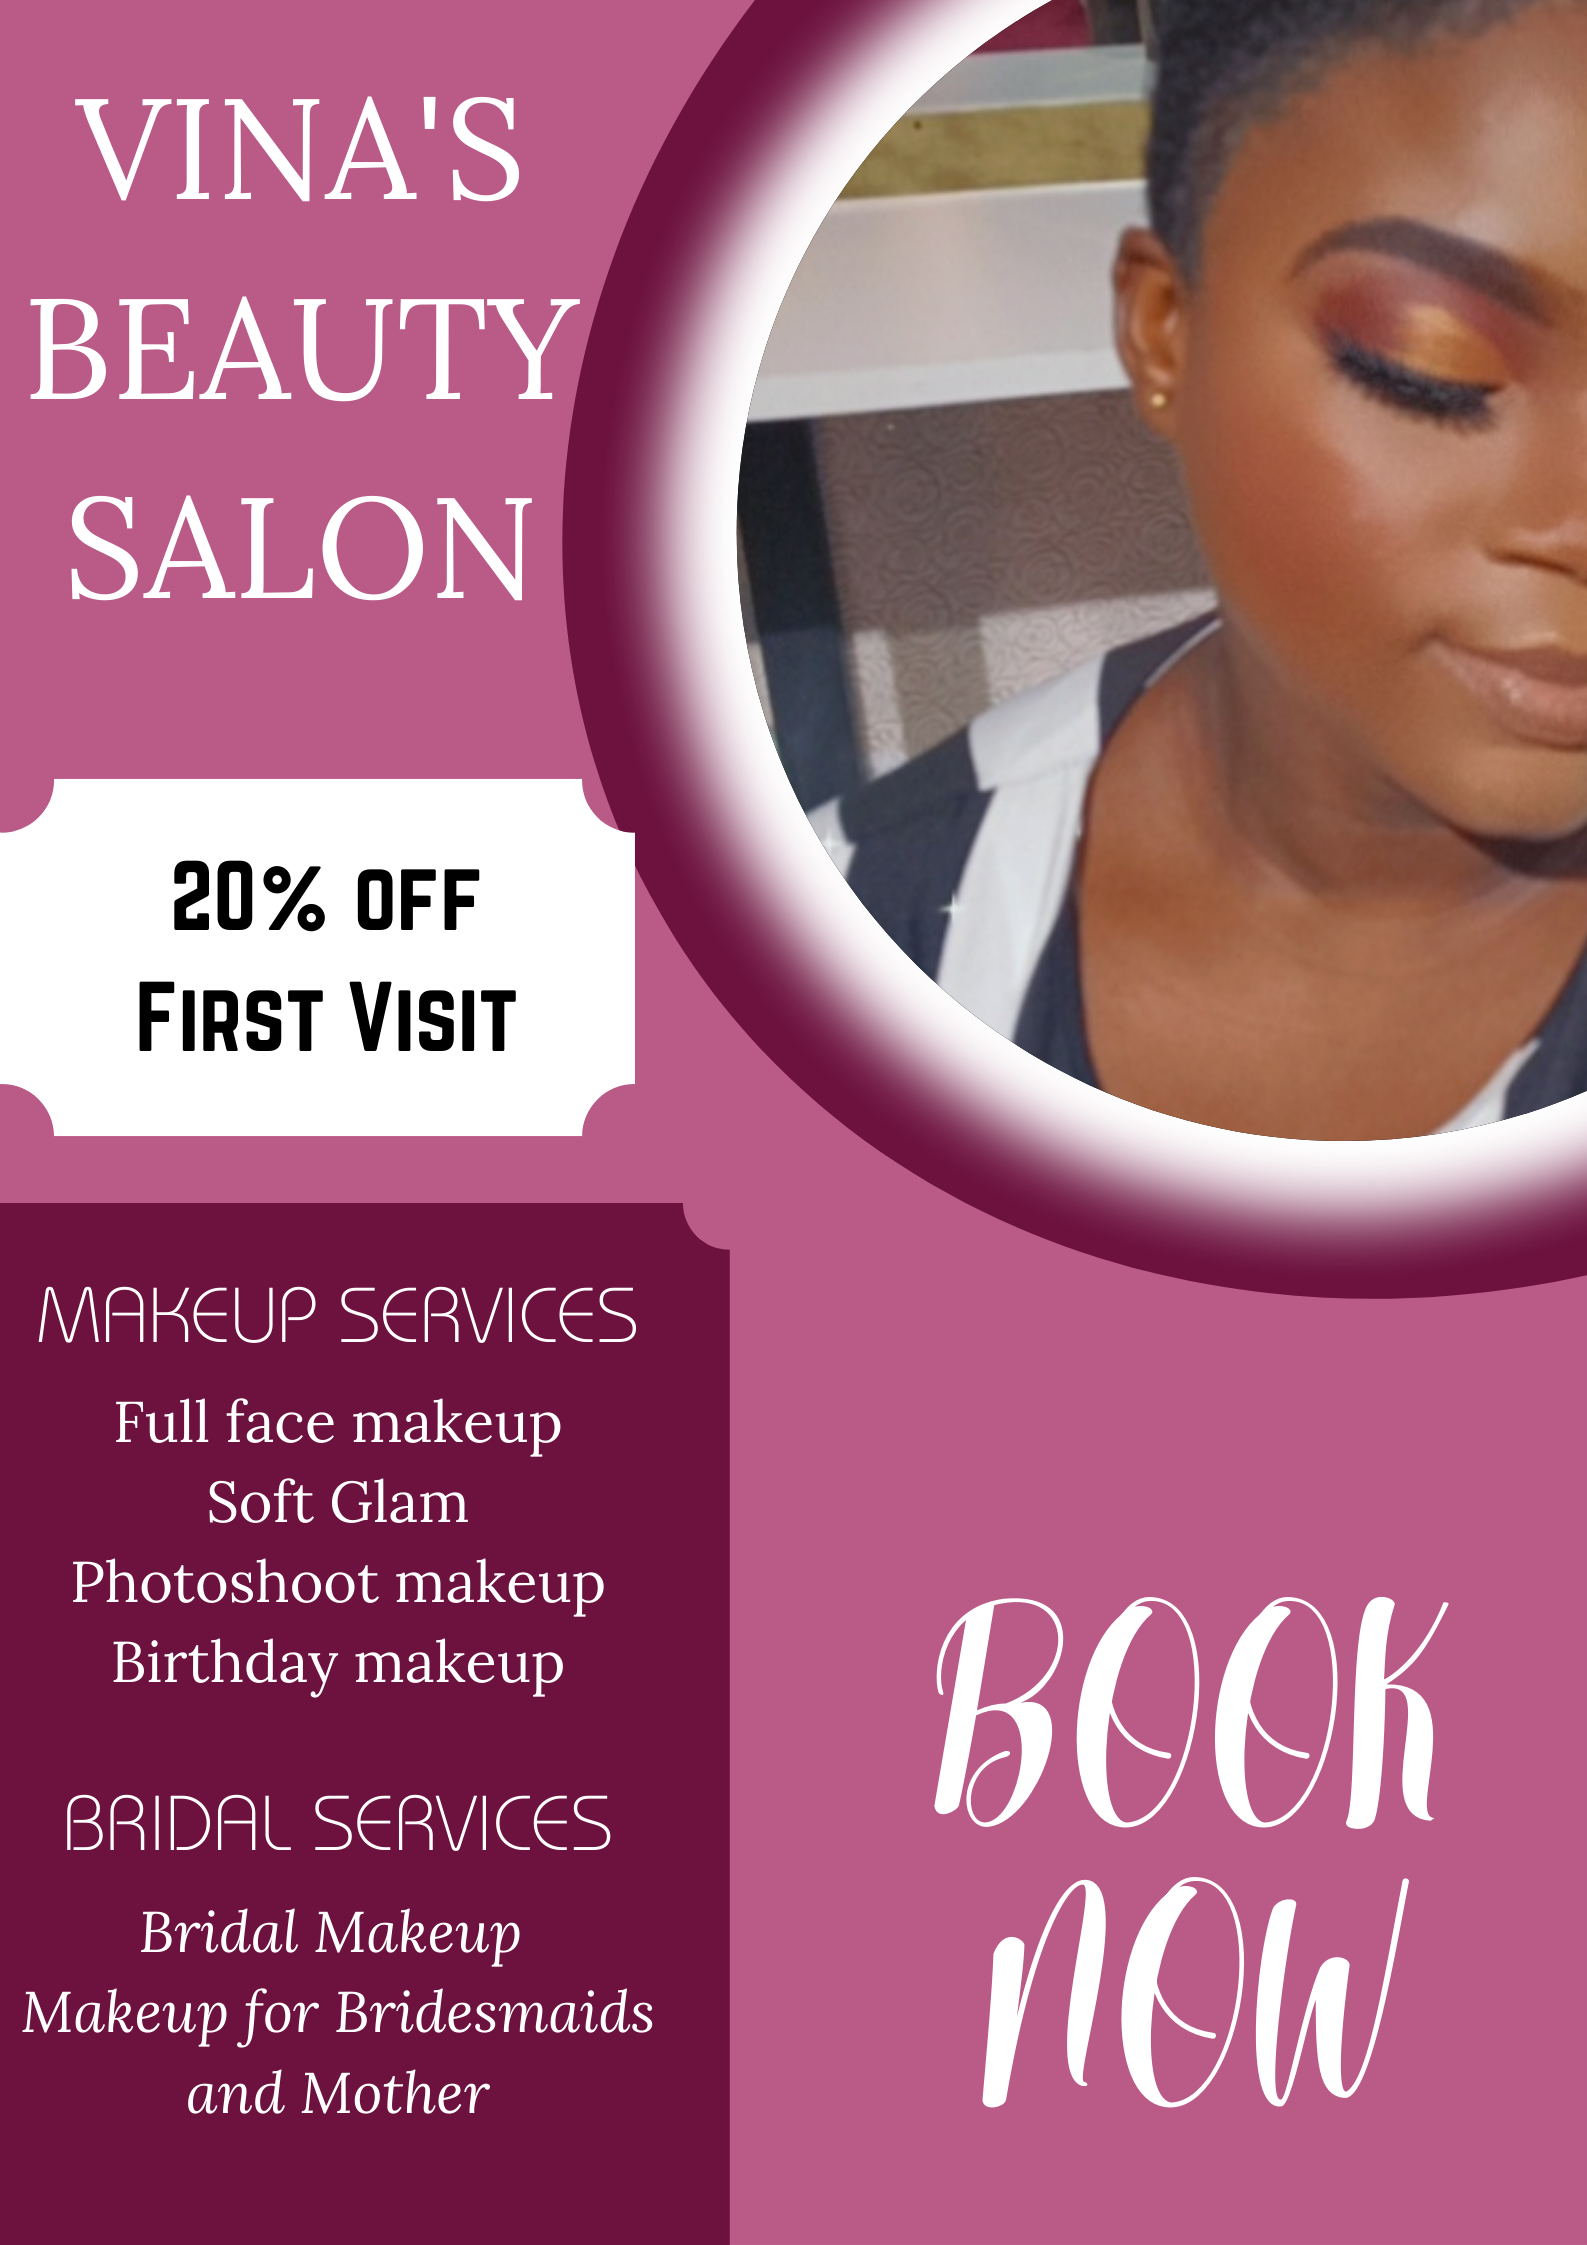 VINA'S
BEAUTY
SALON
20% OFF
FIRST VISIT
MAKEUP SERVICES
Full face makeup
Soft Glam
Photoshoot makeup
Birthday makeup
BRIDAL SERVICES
Bridal Makeup
Makeup for Bridesmaids
and Mother
BOOK
NOW